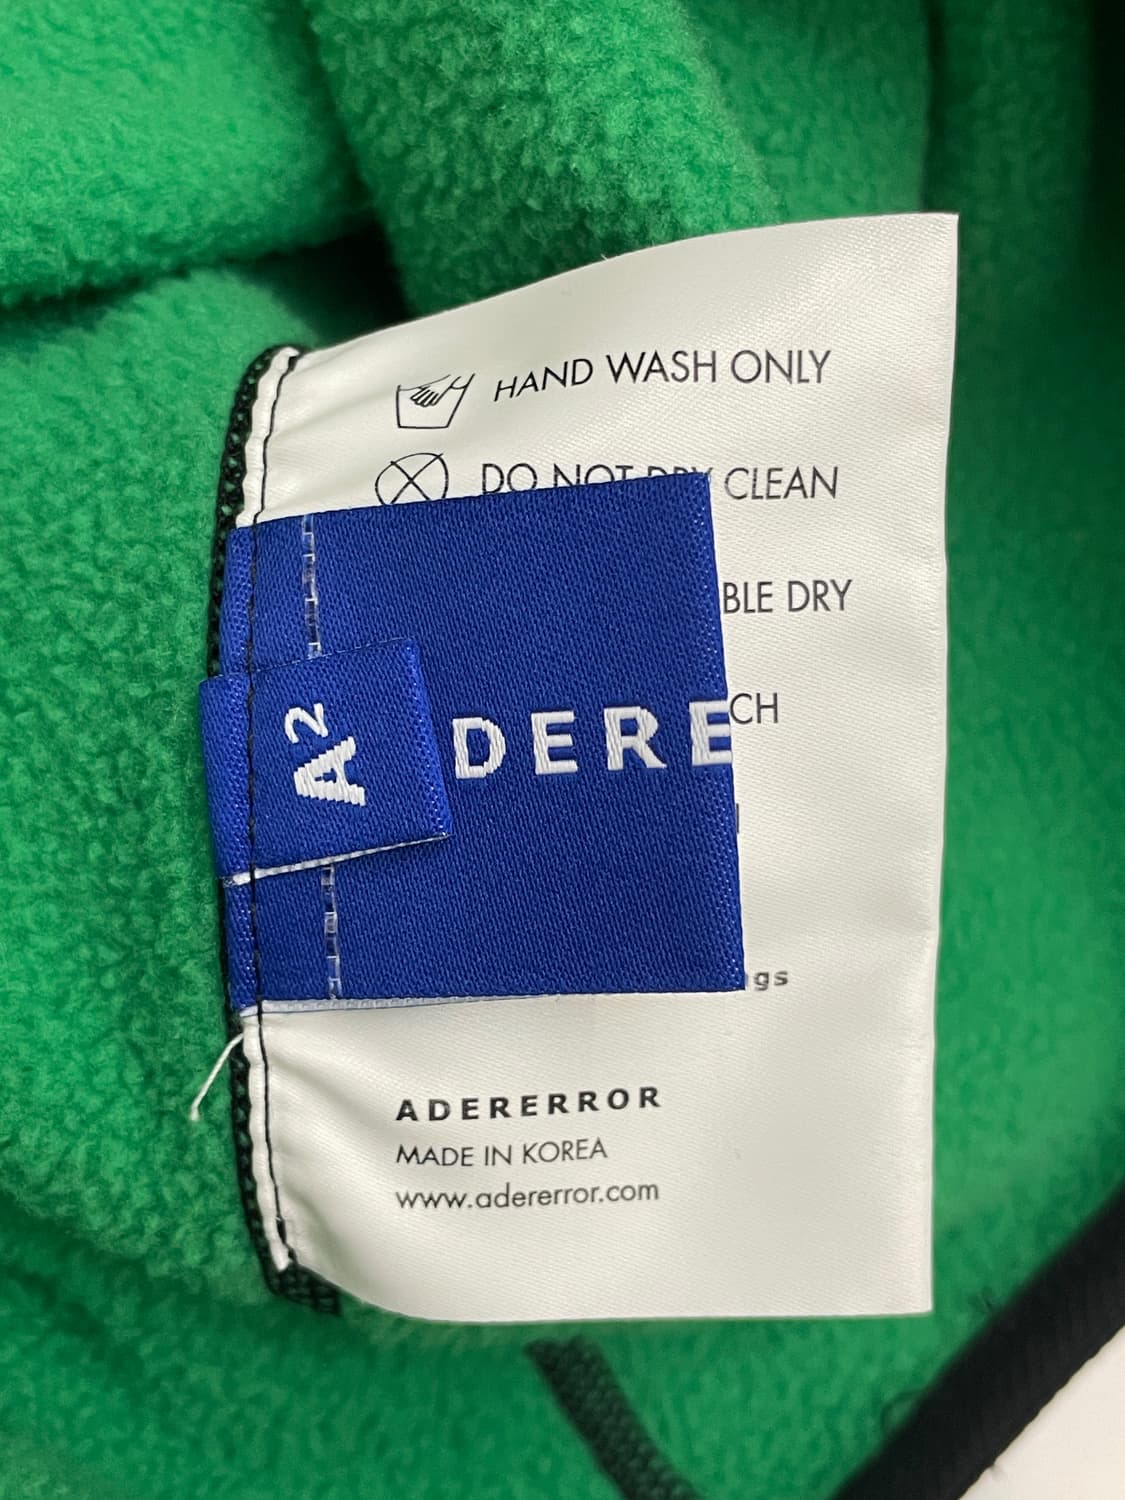 HAND WASH ONLY
DO NOT DRY CLEAN
BLE DRY
CH
A2
DERE
gs
ADERERROR
MADE IN KOREA
www.adererror.com